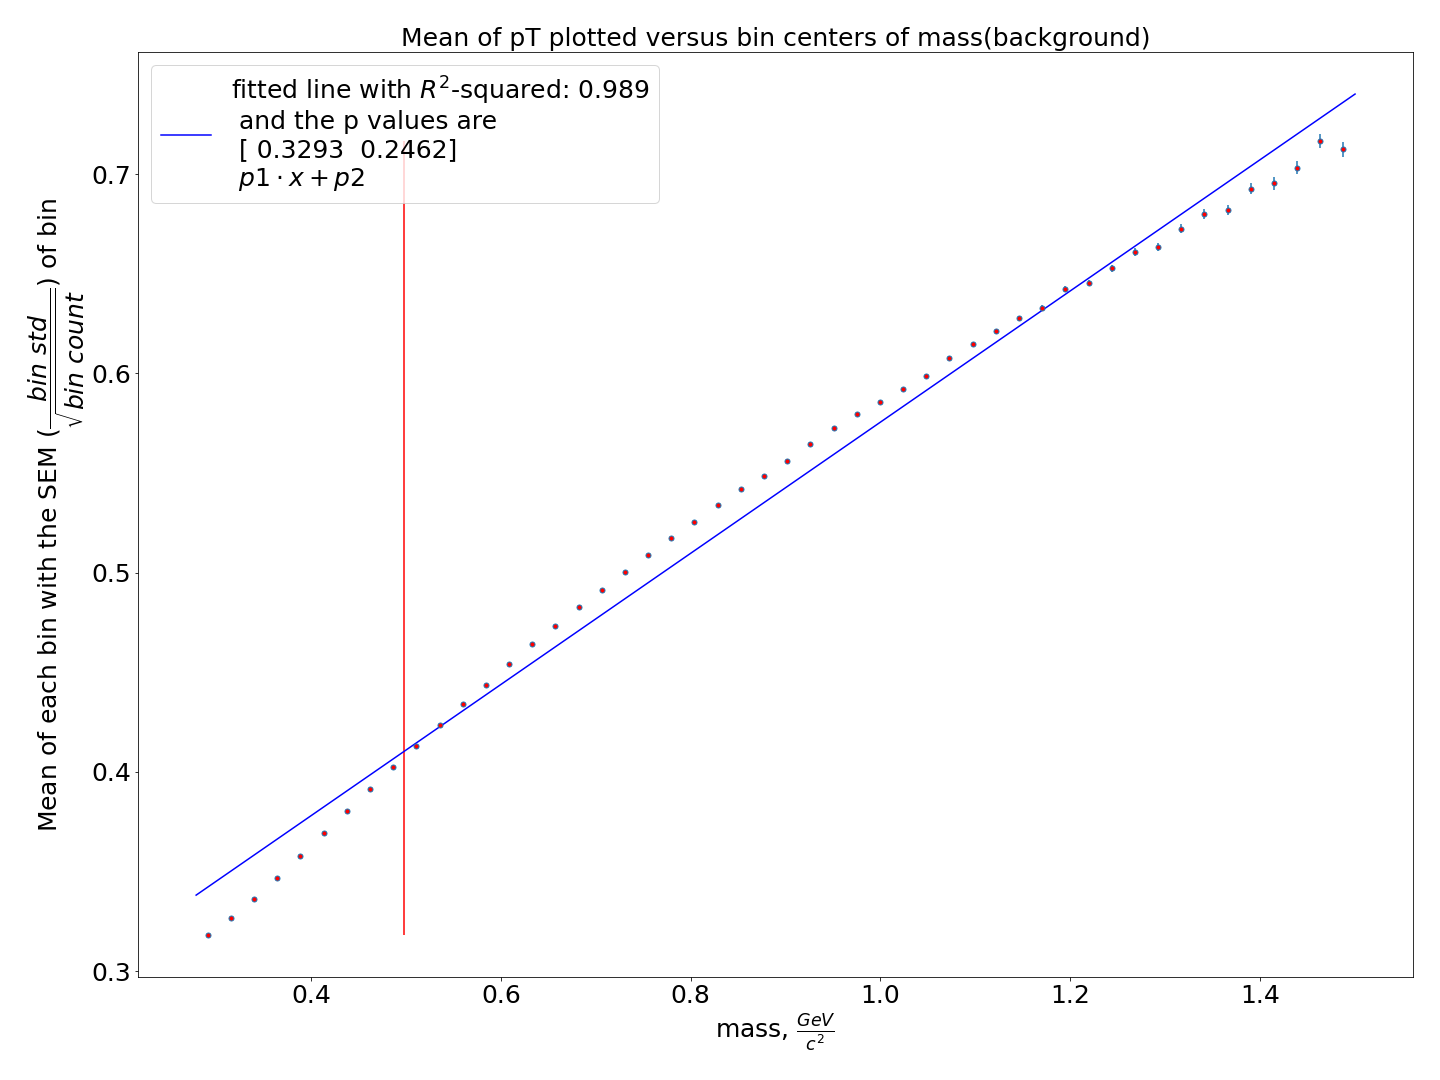 Mean of pT plotted versus bin centers of mass(background)
fitted line with R²-squared: 0.989
and the p values are
[ 0.3293  0.2462]
p1 · x + p2
Mean of each bin with the SEM (bin std / √bin count) of bin
0.7
0.6
0.5
0.4
0.3
0.4 0.6 0.8 1.0 1.2 1.4
mass, GeV/c²